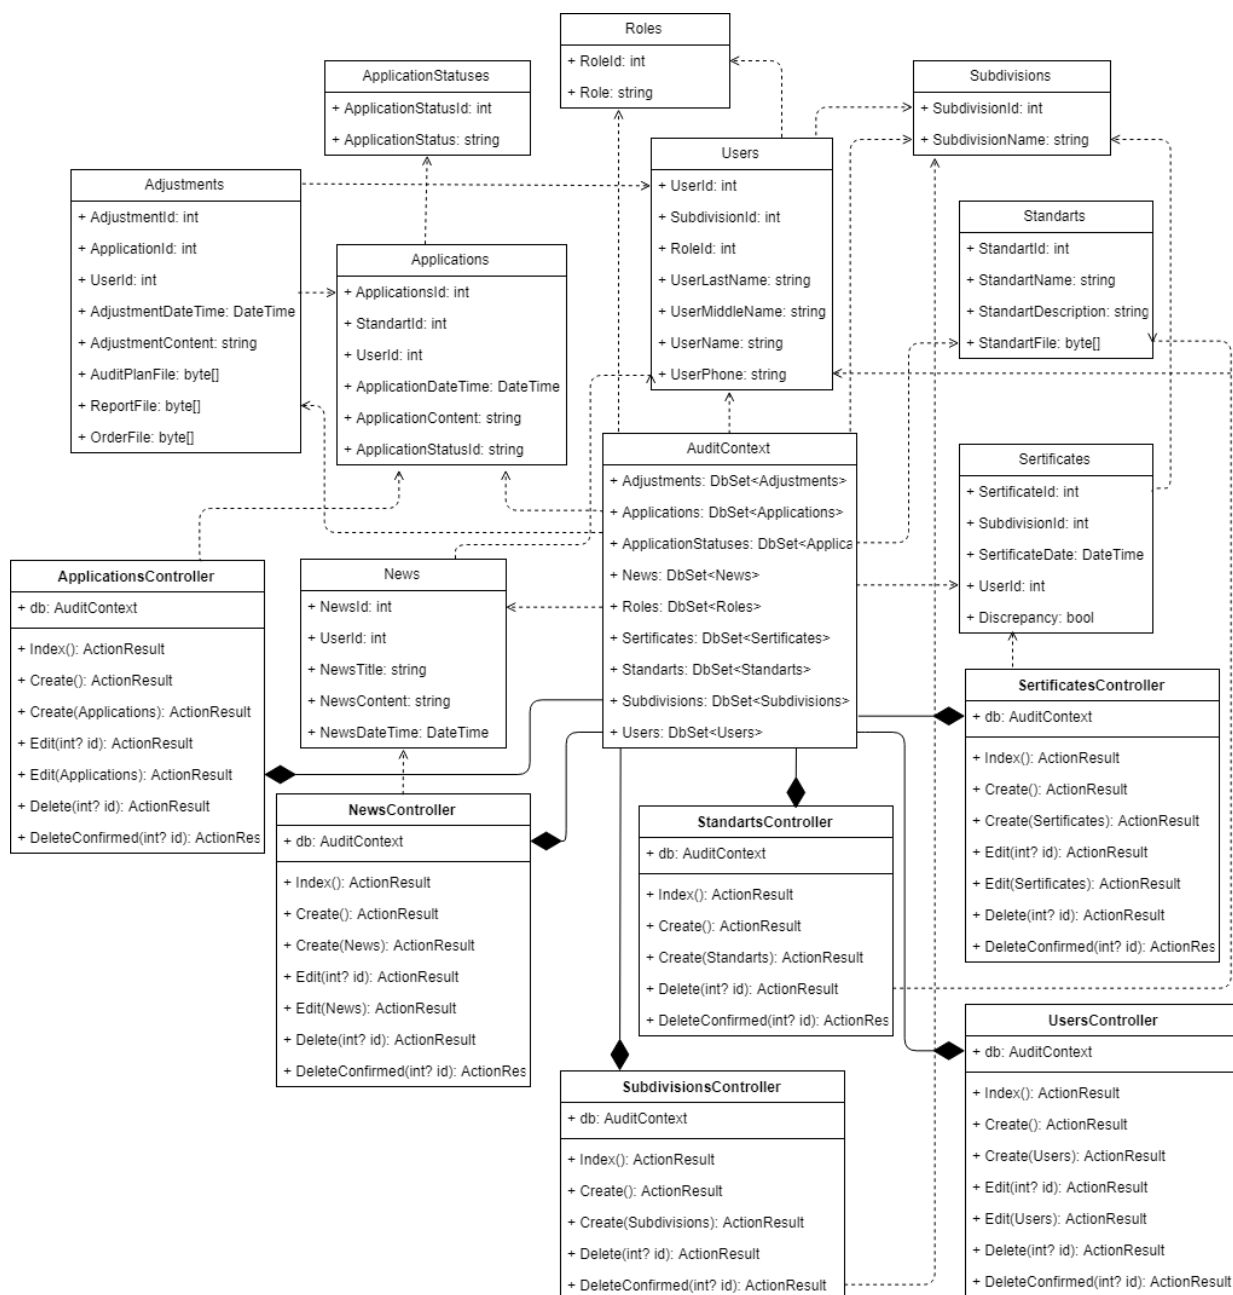 Roles
+ RoleId: int
+ Role: string
ApplicationStatuses
+ ApplicationStatusId: int
+ ApplicationStatus: string
Subdivisions
+ SubdivisionId: int
+ SubdivisionName: string
Users
+ UserId: int
+ SubdivisionId: int
+ RoleId: int
+ UserLastName: string
+ UserMiddleName: string
+ UserName: string
+ UserPhone: string
Adjustments
+ AdjustmentId: int
+ ApplicationId: int
+ UserId: int
+ AdjustmentDateTime: DateTime
+ AdjustmentContent: string
+ AuditPlanFile: byte[]
+ ReportFile: byte[]
+ OrderFile: byte[]
Applications
+ ApplicationsId: int
+ StandartId: int
+ UserId: int
+ ApplicationDateTime: DateTime
+ ApplicationContent: string
+ ApplicationStatusId: string
Standarts
+ StandartId: int
+ StandartName: string
+ StandartDescription: string
+ StandartFile: byte[]
AuditContext
+ Adjustments: DbSet<Adjustments>
+ Applications: DbSet<Applications>
+ ApplicationStatuses: DbSet<Applica
+ News: DbSet<News>
+ Roles: DbSet<Roles>
+ Sertificates: DbSet<Sertificates>
+ Standarts: DbSet<Standarts>
+ Subdivisions: DbSet<Subdivisions>
+ Users: DbSet<Users>
Sertificates
+ SertificateId: int
+ SubdivisionId: int
+ SertificateDate: DateTime
+ UserId: int
+ Discrepancy: bool
ApplicationsController
+ db: AuditContext
+ Index(): ActionResult
+ Create(): ActionResult
+ Create(Applications): ActionResult
+ Edit(int? id): ActionResult
+ Edit(Applications): ActionResult
+ Delete(int? id): ActionResult
+ DeleteConfirmed(int? id): ActionRes
News
+ NewsId: int
+ UserId: int
+ NewsTitle: string
+ NewsContent: string
+ NewsDateTime: DateTime
SertificatesController
+ db: AuditContext
+ Index(): ActionResult
+ Create(): ActionResult
+ Create(Sertificates): ActionResult
+ Edit(int? id): ActionResult
+ Edit(Sertificates): ActionResult
+ Delete(int? id): ActionResult
+ DeleteConfirmed(int? id): ActionRes
NewsController
+ db: AuditContext
+ Index(): ActionResult
+ Create(): ActionResult
+ Create(News): ActionResult
+ Edit(int? id): ActionResult
+ Edit(News): ActionResult
+ Delete(int? id): ActionResult
+ DeleteConfirmed(int? id): ActionRes
StandartsController
+ db: AuditContext
+ Index(): ActionResult
+ Create(): ActionResult
+ Create(Standarts): ActionResult
+ Delete(int? id): ActionResult
+ DeleteConfirmed(int? id): ActionRes
SubdivisionsController
+ db: AuditContext
+ Index(): ActionResult
+ Create(): ActionResult
+ Create(Subdivisions): ActionResult
+ Delete(int? id): ActionResult
+ DeleteConfirmed(int? id): ActionResult
UsersController
+ db: AuditContext
+ Index(): ActionResult
+ Create(): ActionResult
+ Create(Users): ActionResult
+ Edit(int? id): ActionResult
+ Edit(Users): ActionResult
+ Delete(int? id): ActionResult
+ DeleteConfirmed(int? id): ActionResult